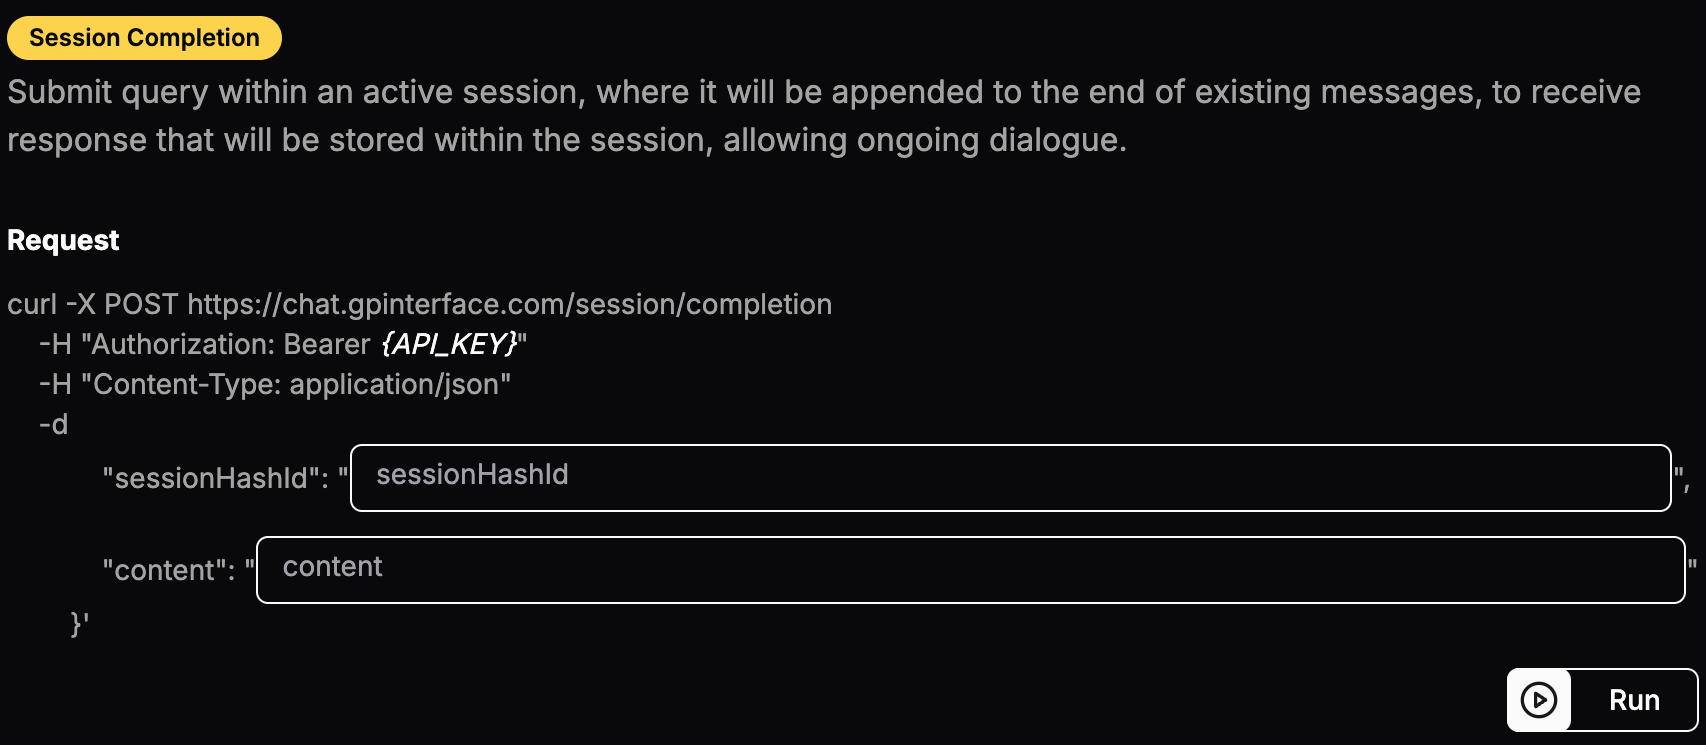 Session Completion
Submit query within an active session, where it will be appended to the end of existing messages, to receive
response that will be stored within the session, allowing ongoing dialogue.
Request
curl -X POST https://chat.gpinterface.com/session/completion
-H "Authorization: Bearer {API_KEY}"
-H "Content-Type: application/json"
-d
"sessionHashId": "sessionHashId",
"content": "content"
}'
Run